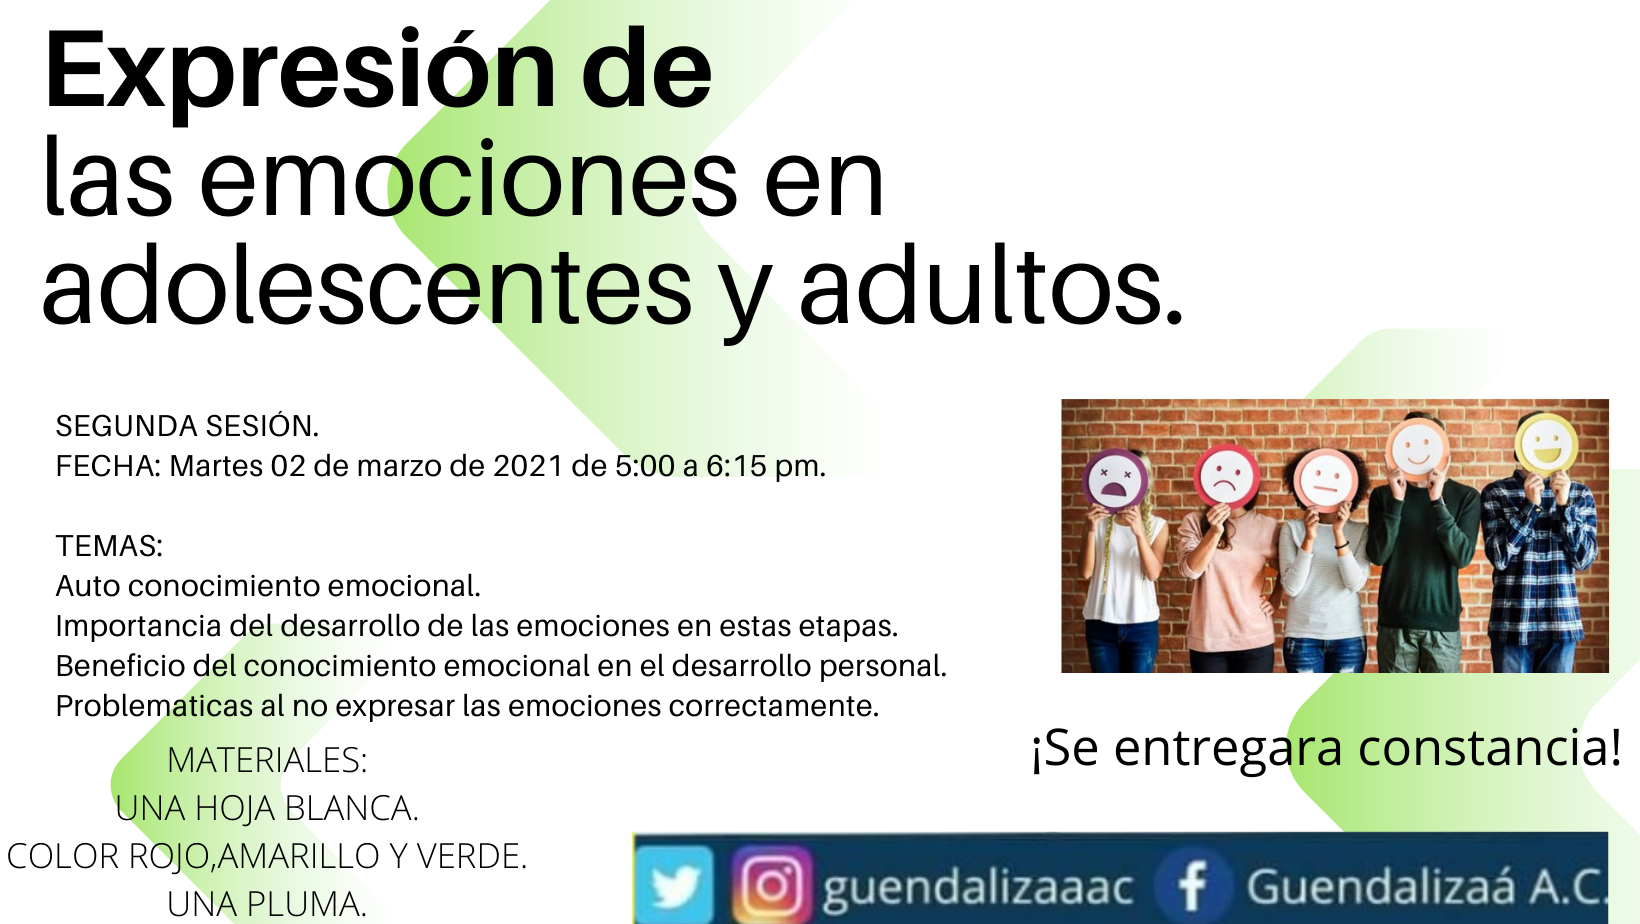 Expresión de
las emociones en
adolescentes y adultos.
SEGUNDA SESIÓN.
FECHA: Martes 02 de marzo de 2021 de 5:00 a 6:15 pm.
TEMAS:
Auto conocimiento emocional.
Importancia del desarrollo de las emociones en estas etapas.
Beneficio del conocimiento emocional en el desarrollo personal.
Problematicas al no expresar las emociones correctamente.
MATERIALES:
UNA HOJA BLANCA.
COLOR ROJO,AMARILLO Y VERDE.
UNA PLUMA.
¡Se entregara constancia!
guendalizaaac Guendalizaá A.C.